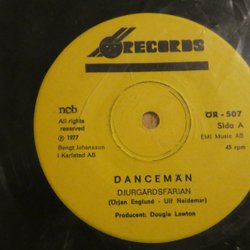 RECORDS
ncb
All rights
reserved
℗ 1977
Bengt Johansson
i Karlstad AB
ÖR - 507
Sida A
EMI Music AB
45 rpm
DANCEMAN
DJURGÅRDSFÄRJAN
(Örjan Englund - Ulf Neidemar)
Producent: Dougie Lawton